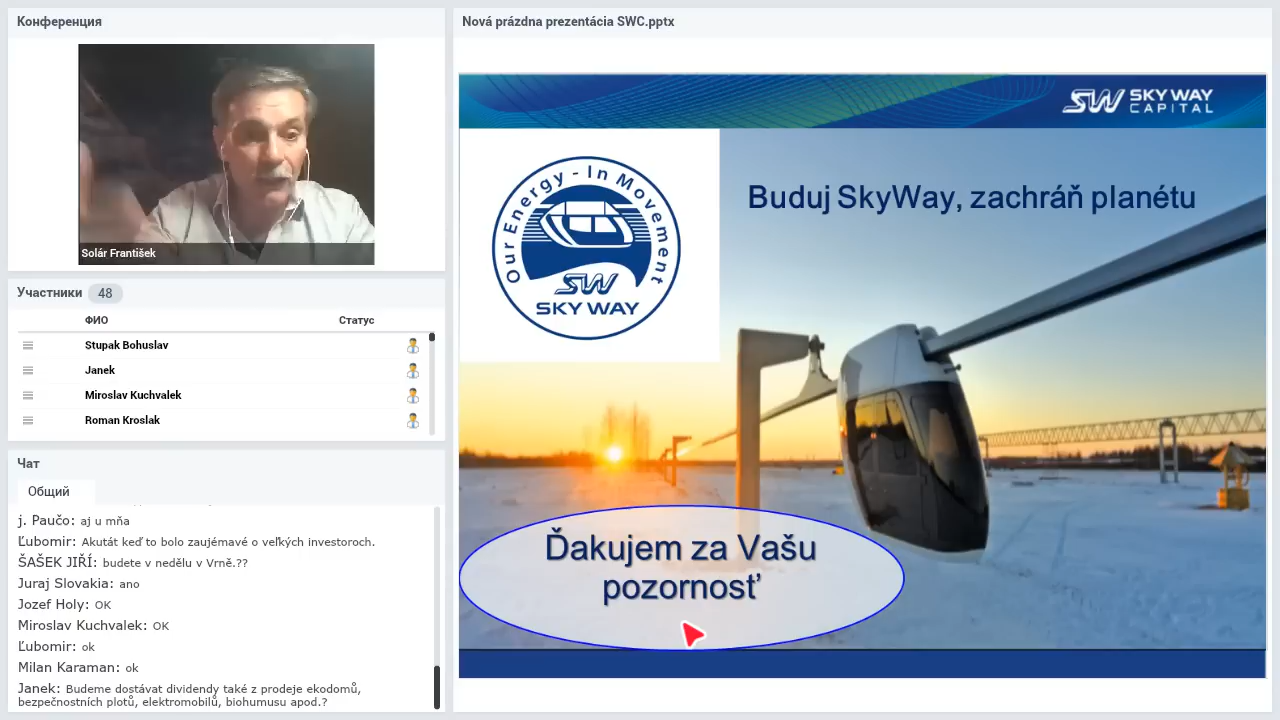 Конференция
Solár František
Участники 48
ФИО Статус
Stupak Bohuslav
Janek
Miroslav Kuchvalek
Roman Kroslak
Чат
Общий
j. Paučo: aj u mňa
Ľubomir: Akutát keď to bolo zaujémavé o veľkých investoroch.
ŠAŠEK JIŘÍ: budete v nedělu v Vrně.??
Juraj Slovakia: ano
Jozef Holy: OK
Miroslav Kuchvalek: OK
Ľubomir: ok
Milan Karaman: ok
Janek: Budeme dostávat dividendy také z prodeje ekodomů,
bezpečnostních plotů, elektromobilů, biohumusu apod.?
Nová prázdna prezentácia SWC.pptx
SW SKY WAY
CAPITAL
Our Energy - In Movement
SW
SKY WAY
Buduj SkyWay, zachráň planétu
Ďakujem za Vašu
pozornosť